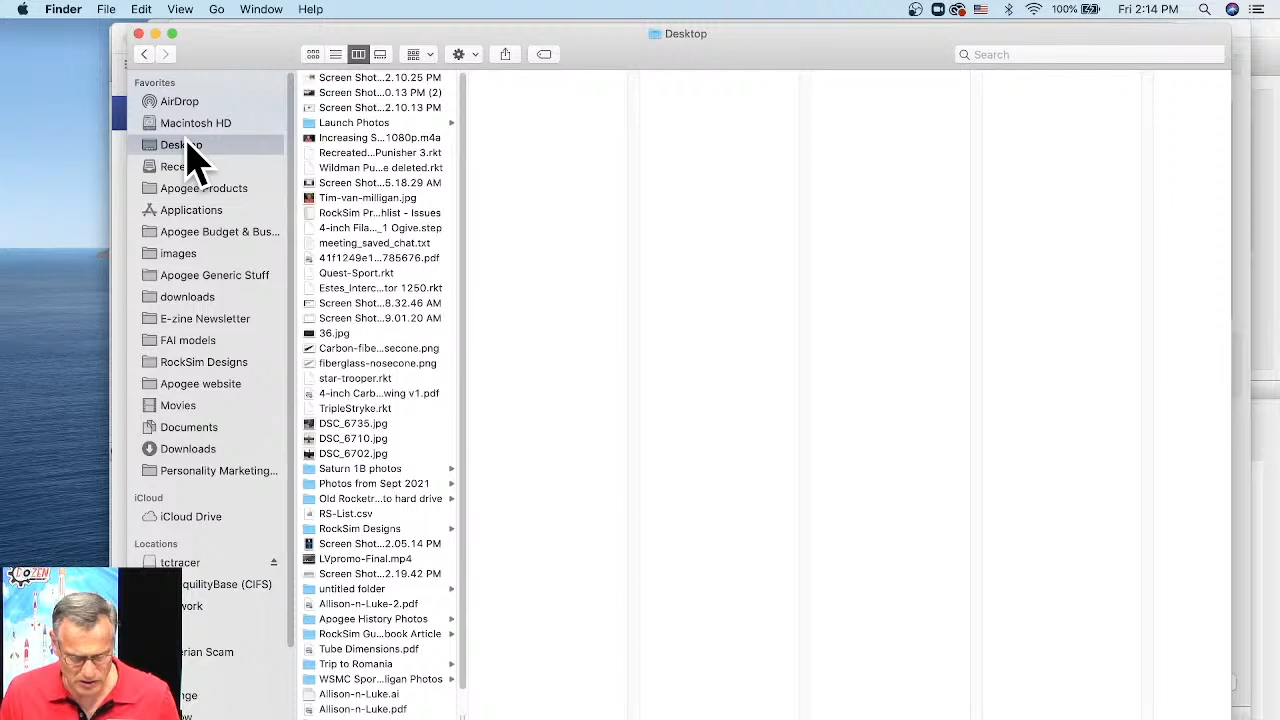 Finder File Edit View Go Window Help
100% Fri 2:14 PM
Desktop
Search
Favorites
AirDrop
Macintosh HD
Apogee Products
Applications
Apogee Budget & Bus...
images
Apogee Generic Stuff
downloads
E-zine Newsletter
FAI models
RockSim Designs
Apogee website
Movies
Documents
Downloads
Personality Marketing...
iCloud
iCloud Drive
Locations
tctracer
quilityBase (CIFS)
work
erian Scam
Screen Shot...2.10.25 PM
Screen Shot...0.13 PM (2)
Screen Shot...2.10.13 PM
Launch Photos
Increasing S...1080p.m4a
Recreated...Punisher 3.rkt
Wildman Pu...e deleted.rkt
Screen Shot...5.18.29 AM
Tim-van-milligan.jpg
RockSim Pr...hlist - Issues
4-inch Fila..._1 Ogive.step
meeting_saved_chat.txt
41f1249e1...785676.pdf
Quest-Sport.rkt
Estes_Interc...tor 1250.rkt
Screen Shot...8.32.46 AM
Screen Shot...9.01.20 AM
36.jpg
Carbon-fibe...secone.png
fiberglass-nosecone.png
star-trooper.rkt
4-inch Carb...wing v1.pdf
TripleStryke.rkt
DSC_6735.jpg
DSC_6710.jpg
DSC_6702.jpg
Saturn 1B photos
Photos from Sept 2021
Old Rocketr...to hard drive
RS-List.csv
RockSim Designs
Screen Shot...2.05.14 PM
LVpromo-Final.mp4
Screen Shot...2.19.42 PM
untitled folder
Allison-n-Luke-2.pdf
Apogee History Photos
RockSim Gu...book Article
Tube Dimensions.pdf
Trip to Romania
WSMC Spor...ligan Photos
Allison-n-Luke.ai
Allison-n-Luke.pdf